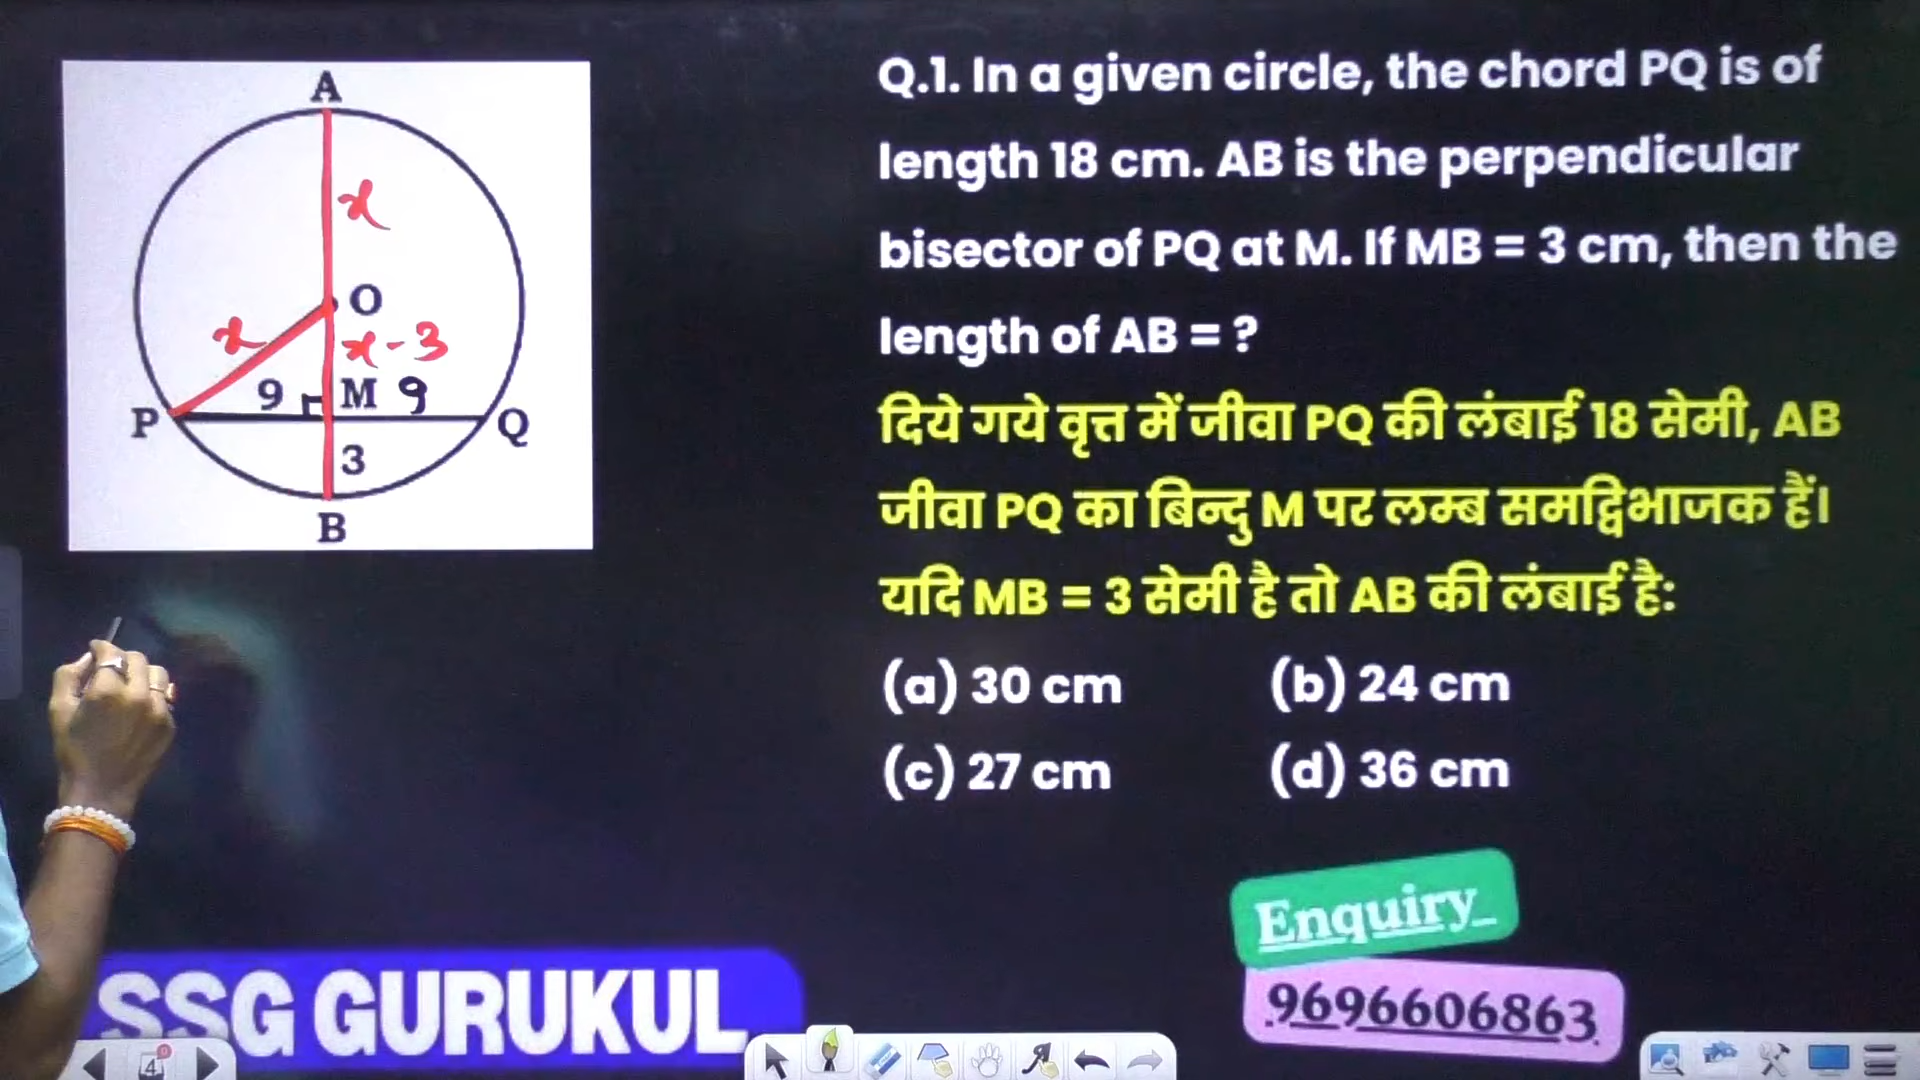 A
x
O
x
x-3
9
M
9
P
Q
3
B
Q.1. In a given circle, the chord PQ is of
length 18 cm. AB is the perpendicular
bisector of PQ at M. If MB = 3 cm, then the
length of AB = ?
दिये गये वृत्त में जीवा PQ की लंबाई 18 सेमी, AB
जीवा PQ का बिन्दु M पर लम्ब समद्विभाजक हैं।
यदि MB = 3 सेमी है तो AB की लंबाई है:
(a) 30 cm (b) 24 cm
(c) 27 cm (d) 36 cm
Enquiry_
9696606863
SSG GURUKUL
4